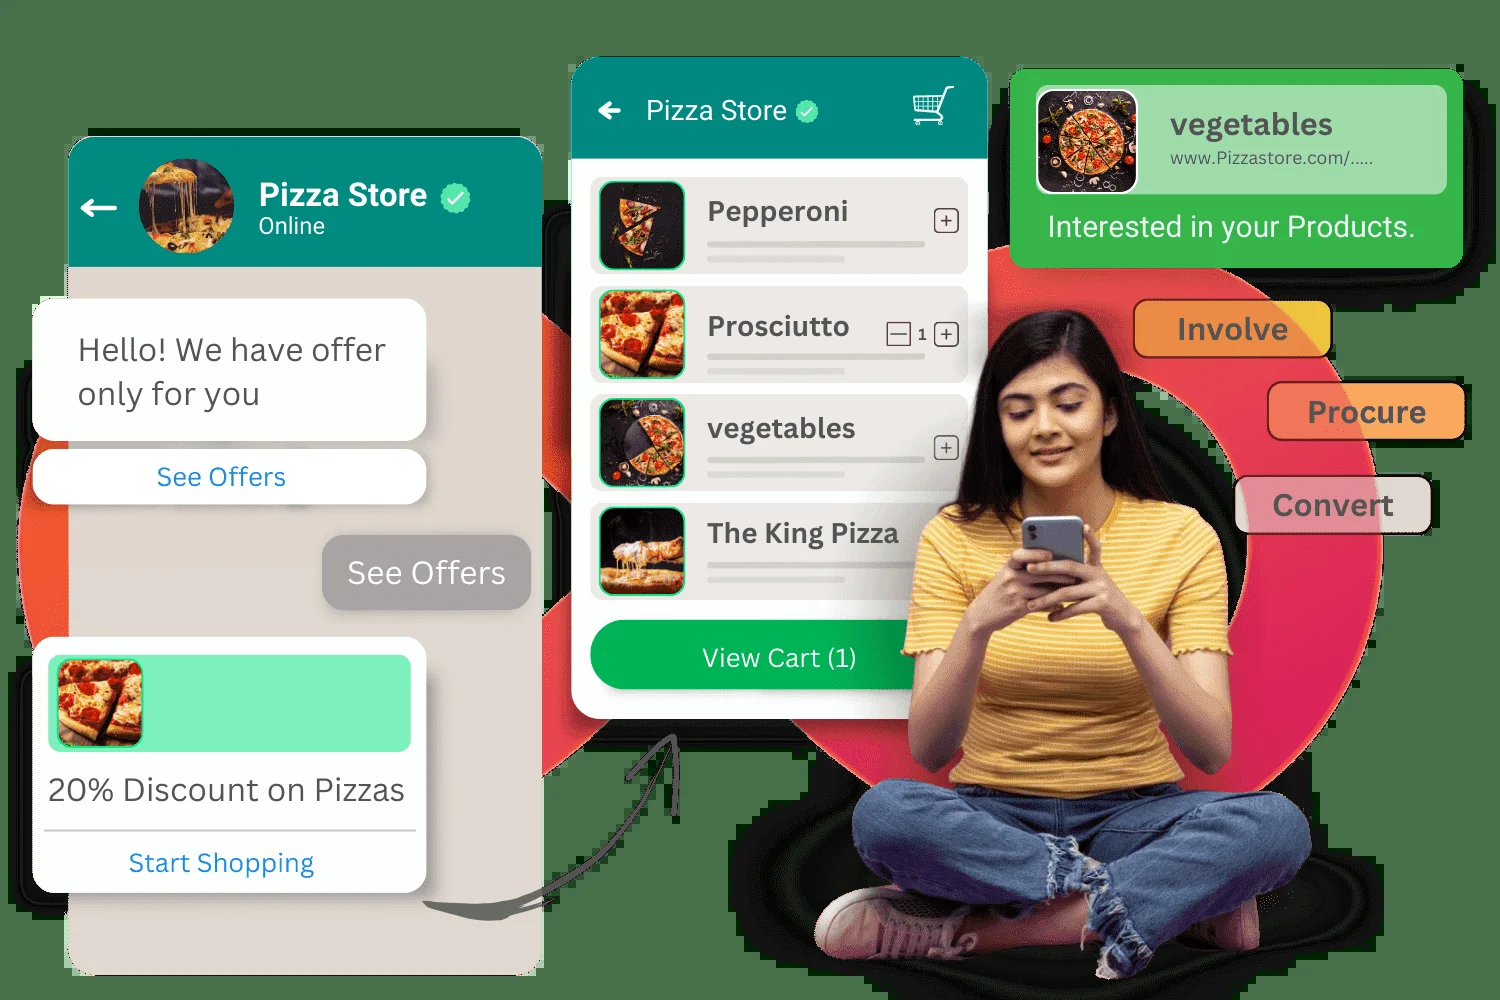 Pizza Store
Online
Hello! We have offer
only for you
See Offers
See Offers
20% Discount on Pizzas
Start Shopping
Pizza Store
Pepperoni
Prosciutto
1
vegetables
The King Pizza
View Cart (1)
vegetables
www.Pizzastore.com/.....
Interested in your Products.
Involve
Procure
Convert